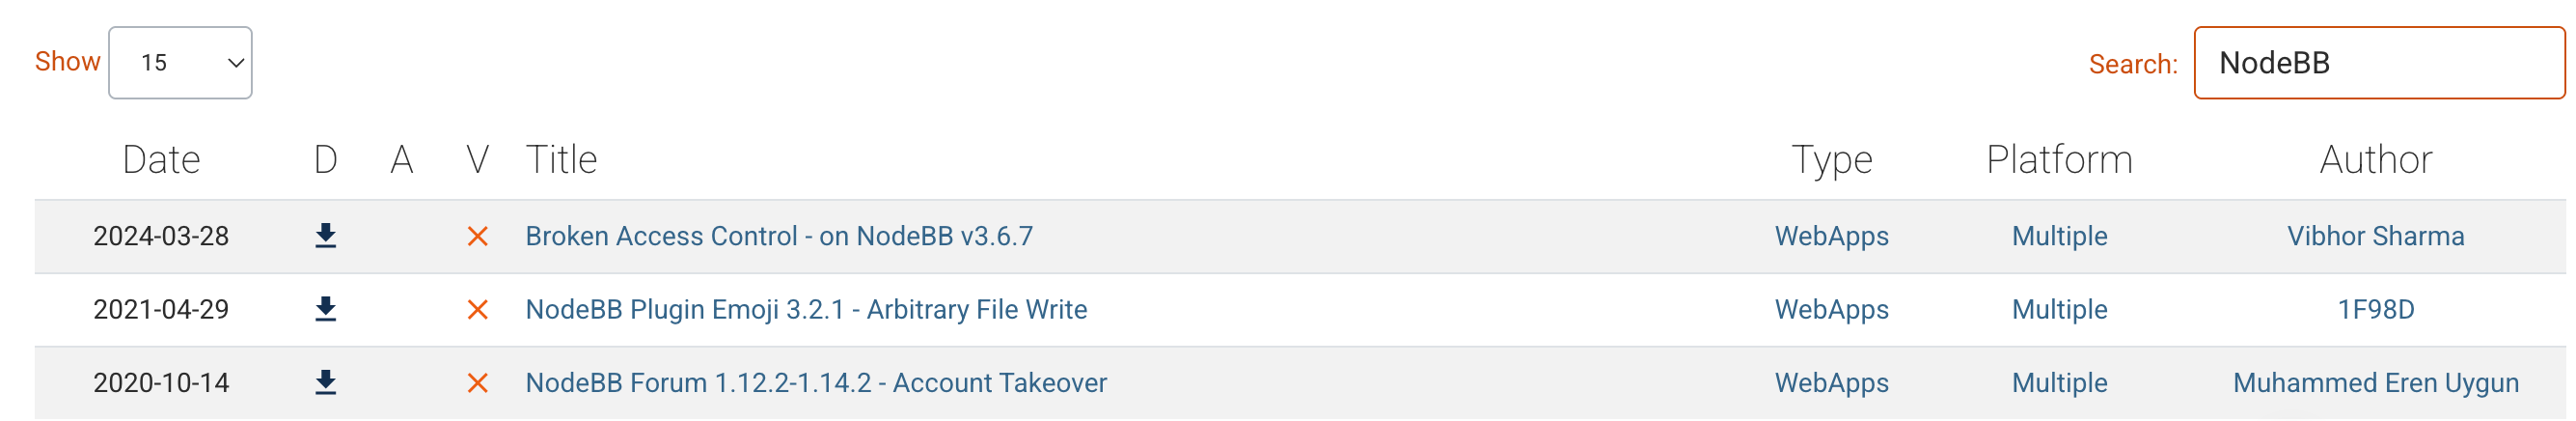 Show 15 Search: NodeBB
Date D A V Title Type Platform Author
2024-03-28 Broken Access Control - on NodeBB v3.6.7 WebApps Multiple Vibhor Sharma
2021-04-29 NodeBB Plugin Emoji 3.2.1 - Arbitrary File Write WebApps Multiple 1F98D
2020-10-14 NodeBB Forum 1.12.2-1.14.2 - Account Takeover WebApps Multiple Muhammed Eren Uygun